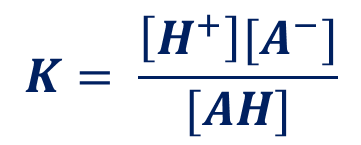 K = [H⁺][A⁻]
[AH]